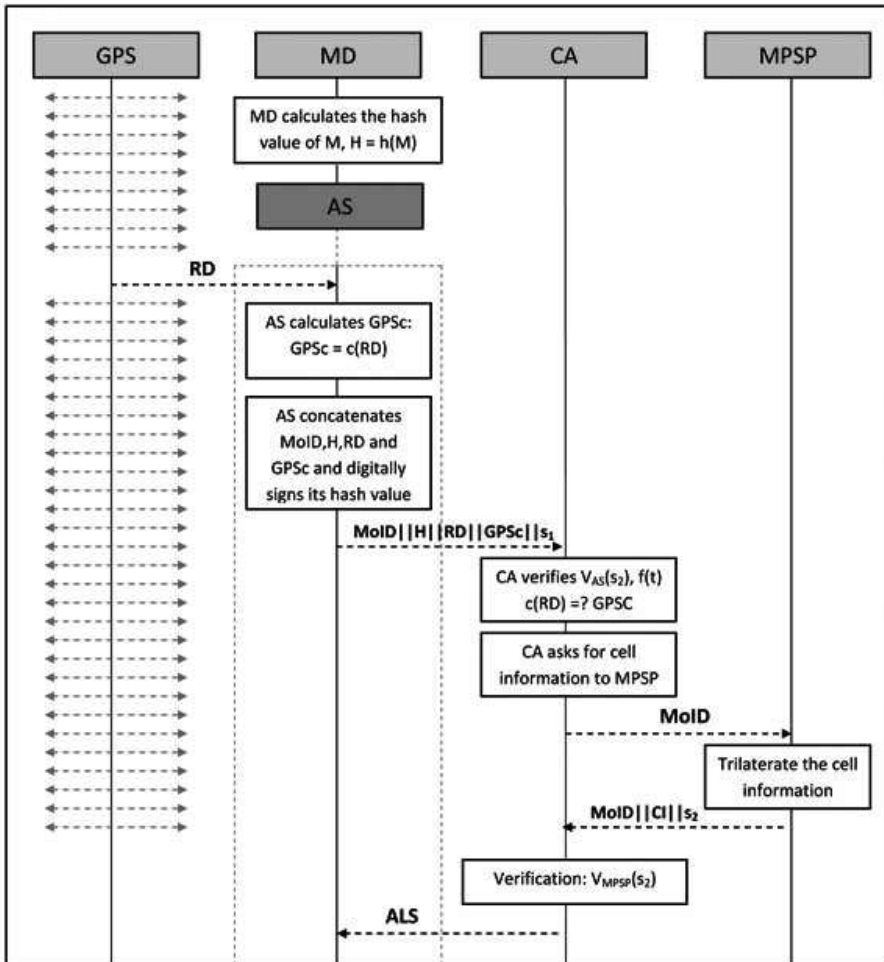 GPS
MD
CA
MPSP
MD calculates the hash
value of M, H = h(M)
AS
RD
AS calculates GPSc:
GPSc = c(RD)
AS concatenates
MoID,H,RD and
GPSc and digitally
signs its hash value
MoID||H||RD||GPSc||s₁
CA verifies V_AS(s₂), f(t)
c(RD) =? GPSC
CA asks for cell
information to MPSP
MoID
Trilaterate the cell
information
MoID||CI||s₂
Verification: V_MPSP(s₂)
ALS